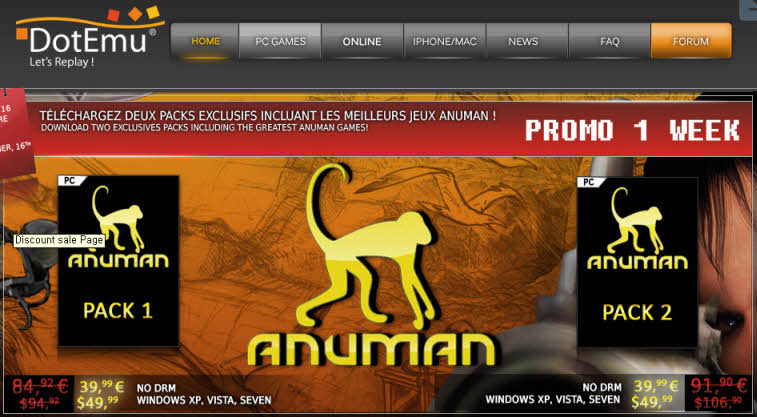 DotEmu®
Let's Replay !
HOME
PC GAMES
ONLINE
IPHONE/MAC
NEWS
FAQ
FORUM
16
RE
16TH
TÉLÉCHARGEZ DEUX PACKS EXCLUSIFS INCLUANT LES MEILLEURS JEUX ANUMAN !
DOWNLOAD TWO EXCLUSIVES PACKS INCLUDING THE GREATEST ANUMAN GAMES!
PROMO 1 WEEK
PC
ANUMAN
PACK 1
Discount sale Page
ANUMAN
PC
ANUMAN
PACK 2
84,92 €
$94,92
39,99 €
$49,99
NO DRM
WINDOWS XP, VISTA, SEVEN
NO DRM
WINDOWS XP, VISTA, SEVEN
39,99 €
$49,99
91,90 €
$106,90